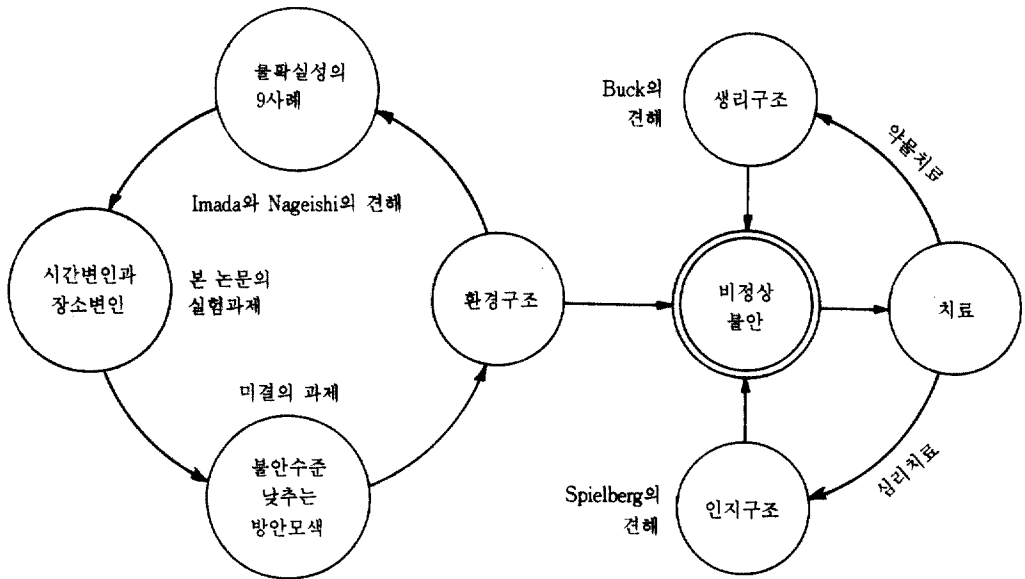 불확실성의
9사례
Imada와 Nageishi의 견해
시간변인과
장소변인
본 논문의
실험과제
환경구조
미결의 과제
불안수준
낮추는
방안모색
Buck의
견해
생리구조
약물치료
비정상
불안
치료
심리치료
Spielberg의
견해
인지구조